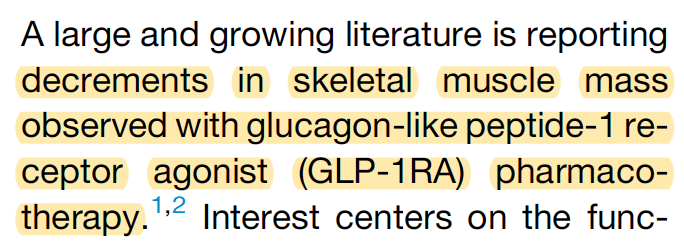 A large and growing literature is reporting
decrements in skeletal muscle mass
observed with glucagon-like peptide-1 re-
ceptor agonist (GLP-1RA) pharmaco-
therapy.1,2 Interest centers on the func-